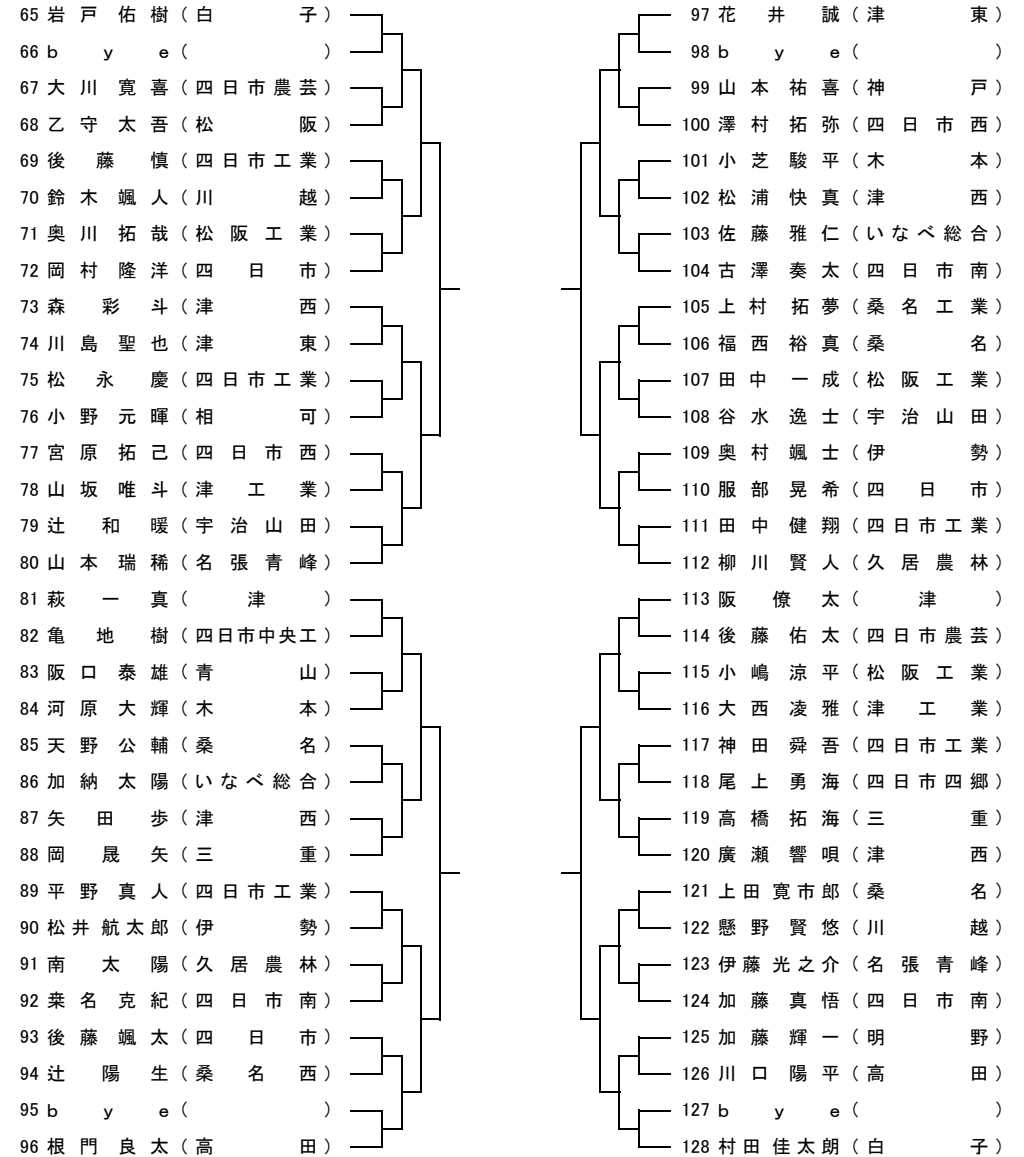 65 岩戸佑樹（白子）
66 ｂｙｅ（ ）
67 大川寛喜（四日市農芸）
68 乙守太吾（松阪）
69 後藤慎（四日市工業）
70 鈴木颯人（川越）
71 奥川拓哉（松阪工業）
72 岡村隆洋（四日市）
73 森彩斗（津西）
74 川島聖也（津東）
75 松永慶（四日市工業）
76 小野元暉（相可）
77 宮原拓己（四日市西）
78 山坂唯斗（津工業）
79 辻和暖（宇治山田）
80 山本瑞稀（名張青峰）
81 萩一真（津）
82 亀地樹（四日市中央工）
83 阪口泰雄（青山）
84 河原大輝（木本）
85 天野公輔（桑名）
86 加納太陽（いなべ総合）
87 矢田歩（津西）
88 岡晟矢（三重）
89 平野真人（四日市工業）
90 松井航太郎（伊勢）
91 南太陽（久居農林）
92 来名克紀（四日市南）
93 後藤颯太（四日市）
94 辻陽生（桑名西）
95 ｂｙｅ（ ）
96 根門良太（高田）
97 花井誠（津東）
98 ｂｙｅ（ ）
99 山本祐喜（神戸）
100 澤村拓弥（四日市西）
101 小芝駿平（木本）
102 松浦快真（津西）
103 佐藤雅仁（いなべ総合）
104 古澤奏太（四日市南）
105 上村拓夢（桑名工業）
106 福西裕真（桑名）
107 田中一成（松阪工業）
108 谷水逸士（宇治山田）
109 奥村颯士（伊勢）
110 服部晃希（四日市）
111 田中健翔（四日市工業）
112 柳川賢人（久居農林）
113 阪僚太（津）
114 後藤佑太（四日市農芸）
115 小嶋涼平（松阪工業）
116 大西凌雅（津工業）
117 神田舜吾（四日市工業）
118 尾上勇海（四日市四郷）
119 高橋拓海（三重）
120 廣瀬響唄（津西）
121 上田寛市郎（桑名）
122 懸野賢悠（川越）
123 伊藤光之介（名張青峰）
124 加藤真悟（四日市南）
125 加藤輝一（明野）
126 川口陽平（高田）
127 ｂｙｅ（ ）
128 村田佳太朗（白子）